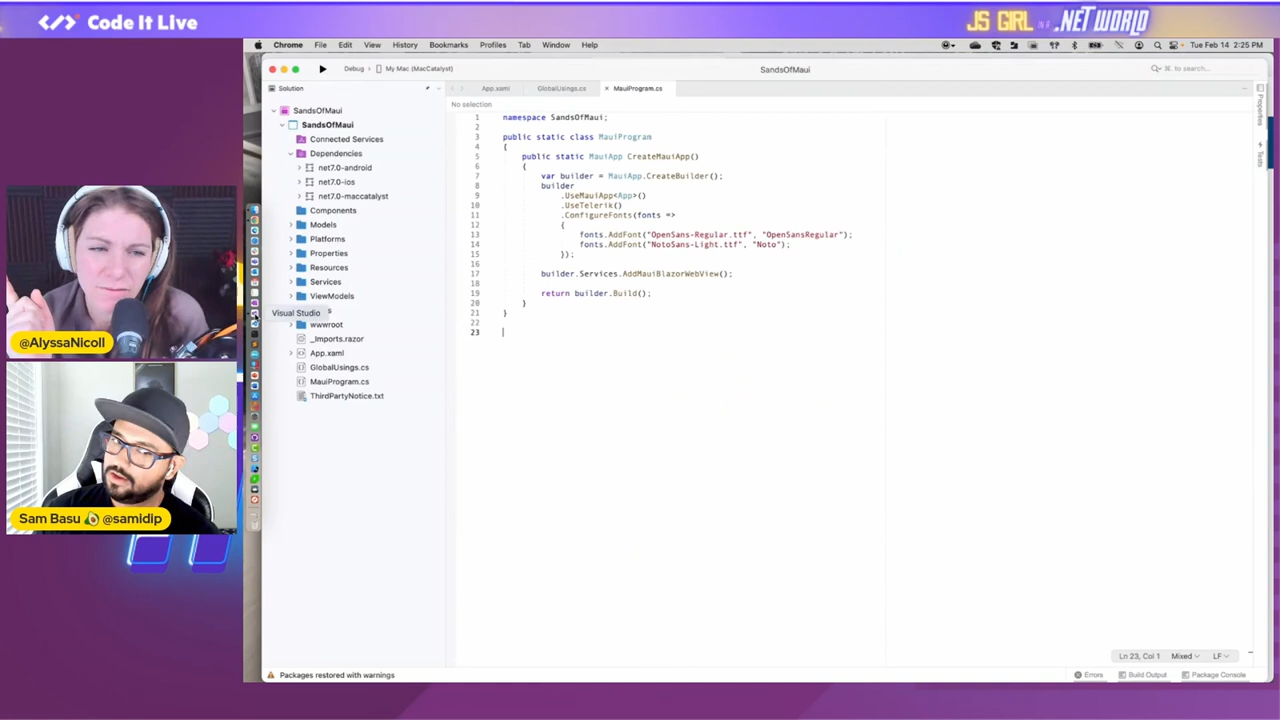 </> Code It Live
JS GIRL IN A .NET WORLD
Chrome File Edit View History Bookmarks Profiles Tab Window Help
Tue Feb 14 2:25 PM
Debug › My Mac (MacCatalyst)
SandsOfMaui
⌘. to search...
Solution
App.xaml
GlobalUsings.cs
MauiProgram.cs
No selection
SandsOfMaui
SandsOfMaui
Connected Services
Dependencies
net7.0-android
net7.0-ios
net7.0-maccatalyst
Components
Models
Platforms
Properties
Resources
Services
ViewModels
s
Visual Studio
wwwroot
_Imports.razor
App.xaml
GlobalUsings.cs
MauiProgram.cs
ThirdPartyNotice.txt
1 namespace SandsOfMaui;
2
3 public static class MauiProgram
4 {
5 public static MauiApp CreateMauiApp()
6 {
7 var builder = MauiApp.CreateBuilder();
8 builder
9 .UseMauiApp<App>()
10 .UseTelerik()
11 .ConfigureFonts(fonts =>
12 {
13 fonts.AddFont("OpenSans-Regular.ttf", "OpenSansRegular");
14 fonts.AddFont("NotoSans-Light.ttf", "Noto");
15 });
16
17 builder.Services.AddMauiBlazorWebView();
18
19 return builder.Build();
20 }
21 }
22
23
Properties
Tests
@AlyssaNicoll
Sam Basu 🥑 @samidip
Ln 23, Col 1 Mixed LF
Packages restored with warnings
Errors Build Output Package Console